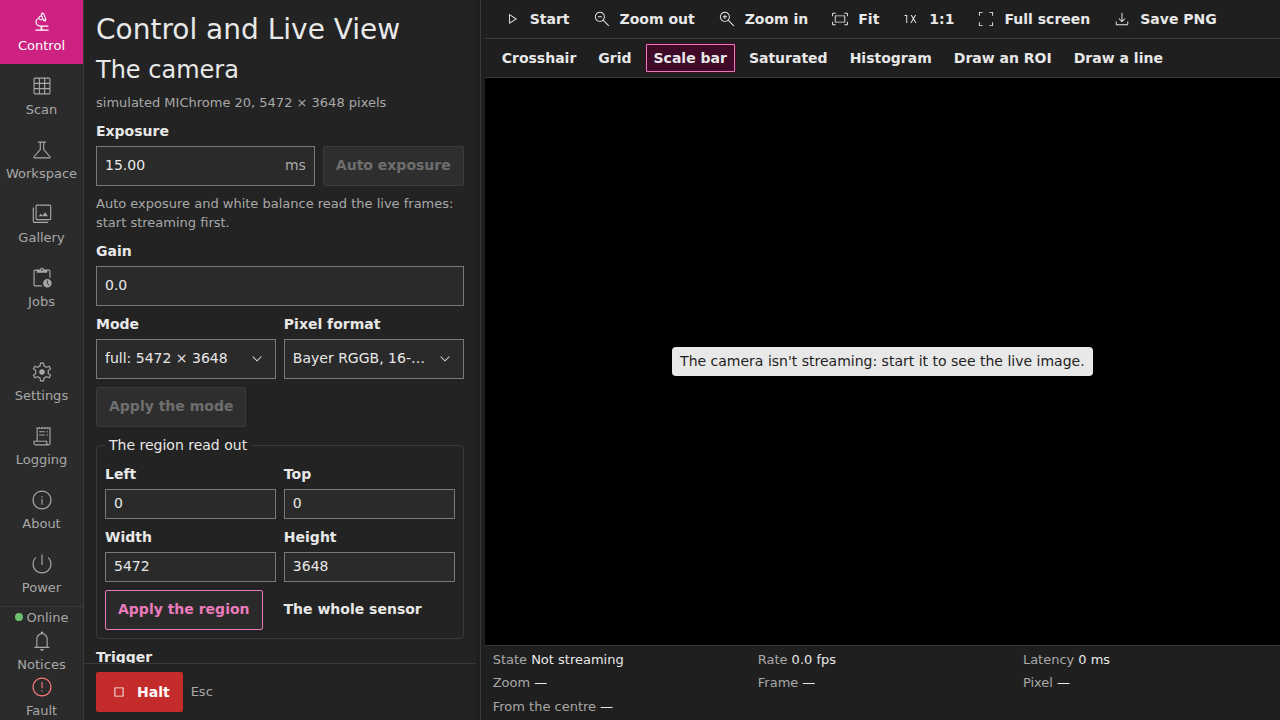 Control
Scan
Workspace
Gallery
Jobs
Settings
Logging
About
Power
Online
Notices
Fault
Control and Live View
The camera
simulated MIChrome 20, 5472 × 3648 pixels
Exposure
15.00 ms Auto exposure
Auto exposure and white balance read the live frames:
start streaming first.
Gain
0.0
Mode Pixel format
full: 5472 × 3648 Bayer RGGB, 16-...
Apply the mode
The region read out
Left Top
0 0
Width Height
5472 3648
Apply the region The whole sensor
Trigger
Halt Esc
Start Zoom out Zoom in Fit 1X 1:1 Full screen Save PNG
Crosshair Grid Scale bar Saturated Histogram Draw an ROI Draw a line
The camera isn't streaming: start it to see the live image.
State Not streaming Rate 0.0 fps Latency 0 ms
Zoom — Frame — Pixel —
From the centre —